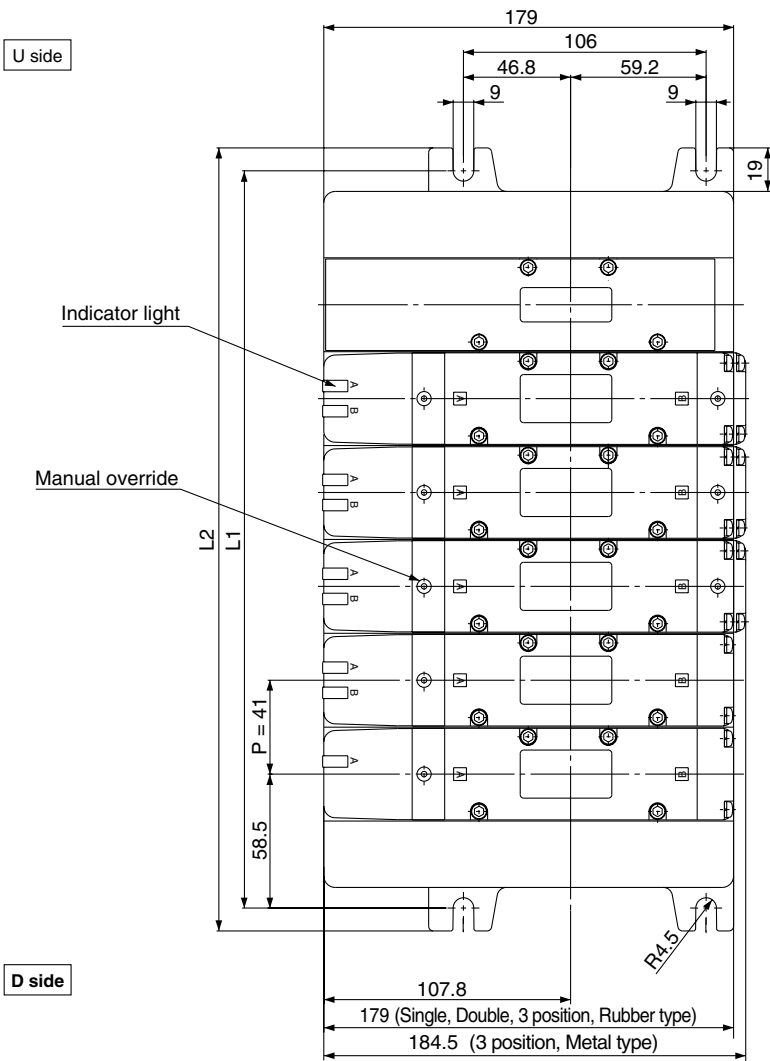 179
U side
106
46.8
59.2
9
9
19
Indicator light
A
B
A
B
Manual override
A
B
A
B
L2
L1
A
B
A
B
A
B
A
B
P = 41
A
A
B
58.5
R4.5
D side
107.8
179 (Single, Double, 3 position, Rubber type)
184.5 (3 position, Metal type)